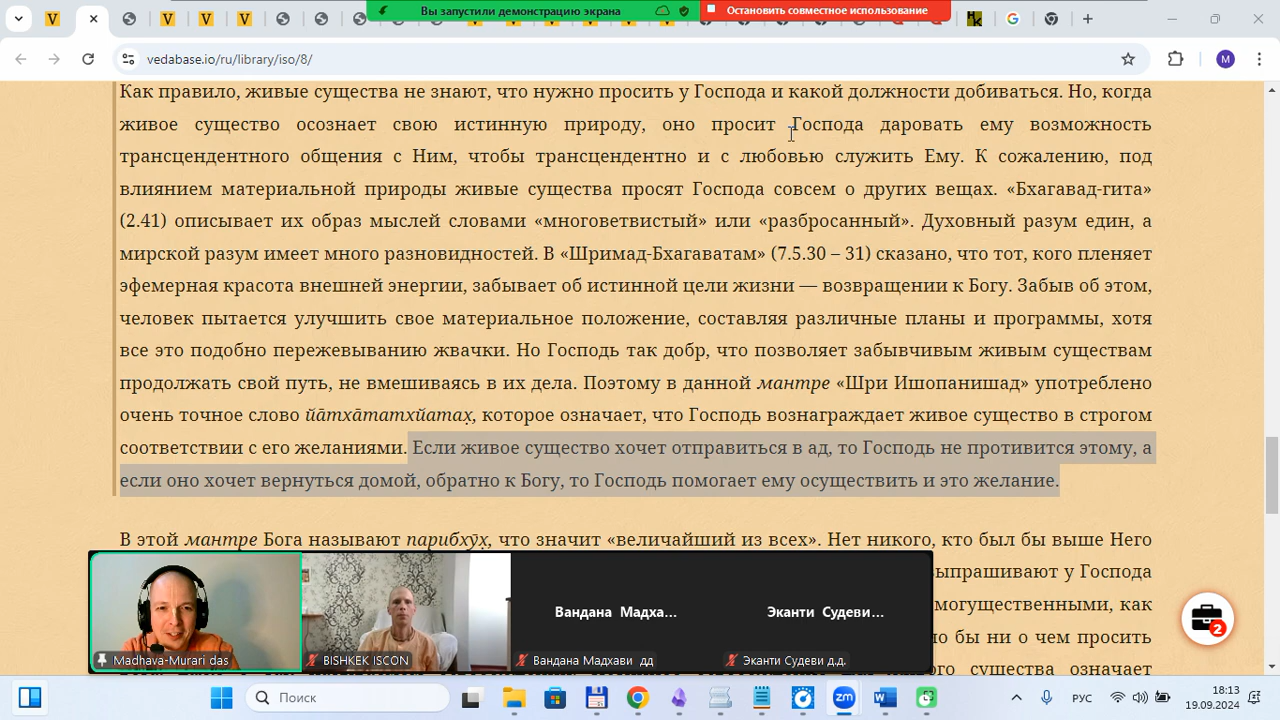 Вы запустили демонстрацию экрана
Остановить совместное использование
vedabase.io/ru/library/iso/8/
M
Как правило, живые существа не знают, что нужно просить у Господа и какой должности добиваться. Но, когда
живое существо осознает свою истинную природу, оно просит Господа даровать ему возможность
трансцендентного общения с Ним, чтобы трансцендентно и с любовью служить Ему. К сожалению, под
влиянием материальной природы живые существа просят Господа совсем о других вещах. «Бхагавад-гита»
(2.41) описывает их образ мыслей словами «многоветвистый» или «разбросанный». Духовный разум един, а
мирской разум имеет много разновидностей. В «Шримад-Бхагаватам» (7.5.30 – 31) сказано, что тот, кого пленяет
эфемерная красота внешней энергии, забывает об истинной цели жизни — возвращении к Богу. Забыв об этом,
человек пытается улучшить свое материальное положение, составляя различные планы и программы, хотя
все это подобно пережевыванию жвачки. Но Господь так добр, что позволяет забывчивым живым существам
продолжать свой путь, не вмешиваясь в их дела. Поэтому в данной мантре «Шри Ишопанишад» употреблено
очень точное слово йа̄тха̄татхйатах̣, которое означает, что Господь вознаграждает живое существо в строгом
соответствии с его желаниями. Если живое существо хочет отправиться в ад, то Господь не противится этому, а
если оно хочет вернуться домой, обратно к Богу, то Господь помогает ему осуществить и это желание.
В этой мантре Бога называют парибхӯх̣, что значит «величайший из всех». Нет никого, кто был бы выше Него
выпрашивают у Господа
могущественными, как
бы ни о чем просить
существа означает
Вандана Мадха...
Эканти Судеви...
Madhava-Murari das
BISHKEK ISCON
Вандана Мадхави дд
Эканти Судеви д.д.
2
Поиск
zm
РУС
18:13
19.09.2024